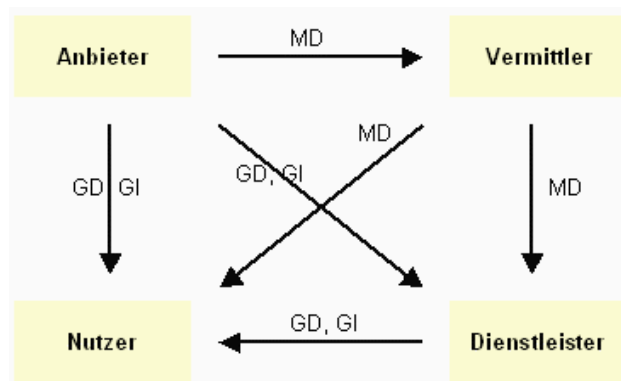 MD
Anbieter
Vermittler
MD
GD, GI
GD GI
MD
GD, GI
Nutzer
Dienstleister